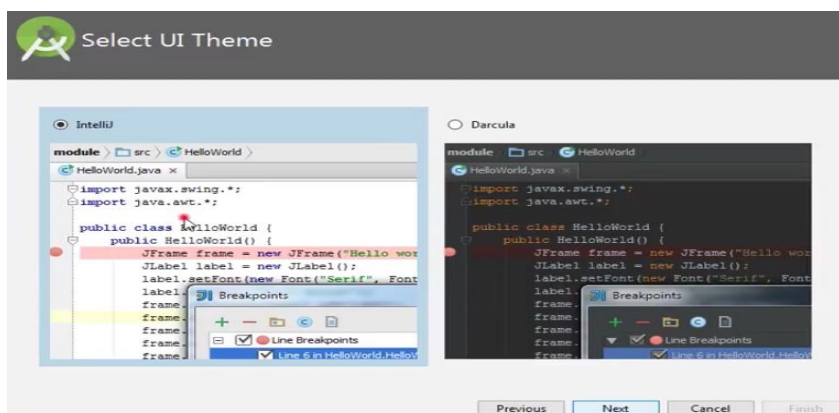 Select UI Theme
IntelliJ
module src HelloWorld
HelloWorld.java ×
import javax.swing.*;
import java.awt.*;
public class HelloWorld {
public HelloWorld() {
JFrame frame = new JFrame("Hello wor
JLabel label = new JLabel();
label.setFont(new Font("Serif", Font
label.
frame.
frame.
frame.
frame.
frame.
Breakpoints
Line Breakpoints
Line 6 in HelloWorld.HelloW
Darcula
module src HelloWorld
HelloWorld.java ×
import javax.swing.*;
import java.awt.*;
public class HelloWorld {
public HelloWorld() {
JFrame frame = new JFrame("Hello wo
JLabel label = new JLabel();
label.setFont(new Font("Serif", Font
label.
frame.
frame.
frame.
frame.
frame.
Breakpoints
Line Breakpoints
Line 6 in HelloWorld.HelloW
Previous Next Cancel Finish